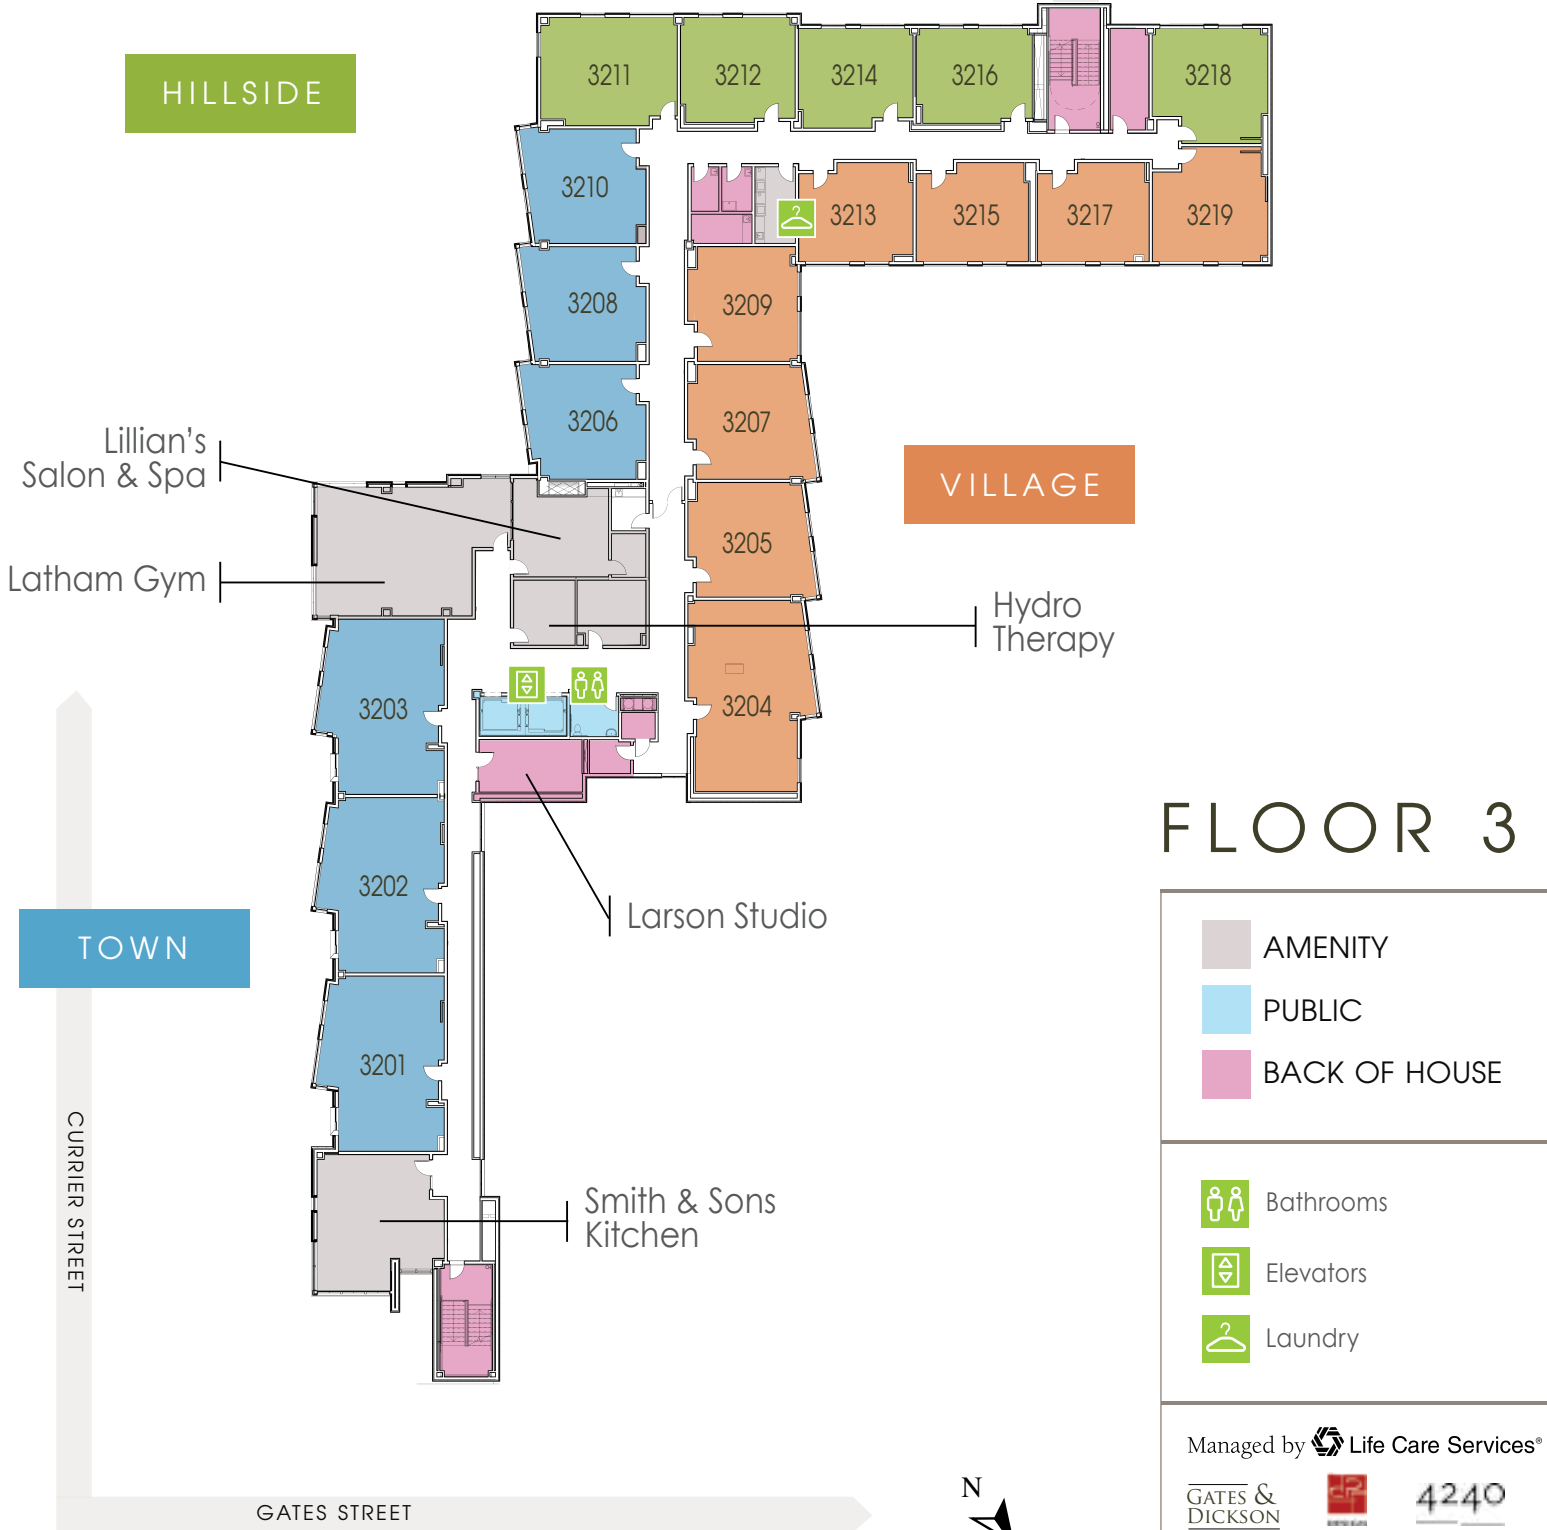 HILLSIDE
3211
3212
3214
3216
3218
3210
3213
3215
3217
3219
3208
3209
3206
3207
Lillian's
Salon & Spa
VILLAGE
3205
Latham Gym
Hydro
Therapy
3203
3204
FLOOR 3
3202
Larson Studio
TOWN
AMENITY
PUBLIC
BACK OF HOUSE
3201
CURRIER STREET
Smith & Sons
Kitchen
Bathrooms
Elevators
Laundry
Managed by Life Care Services®
GATES &
DICKSON
4240
N
GATES STREET